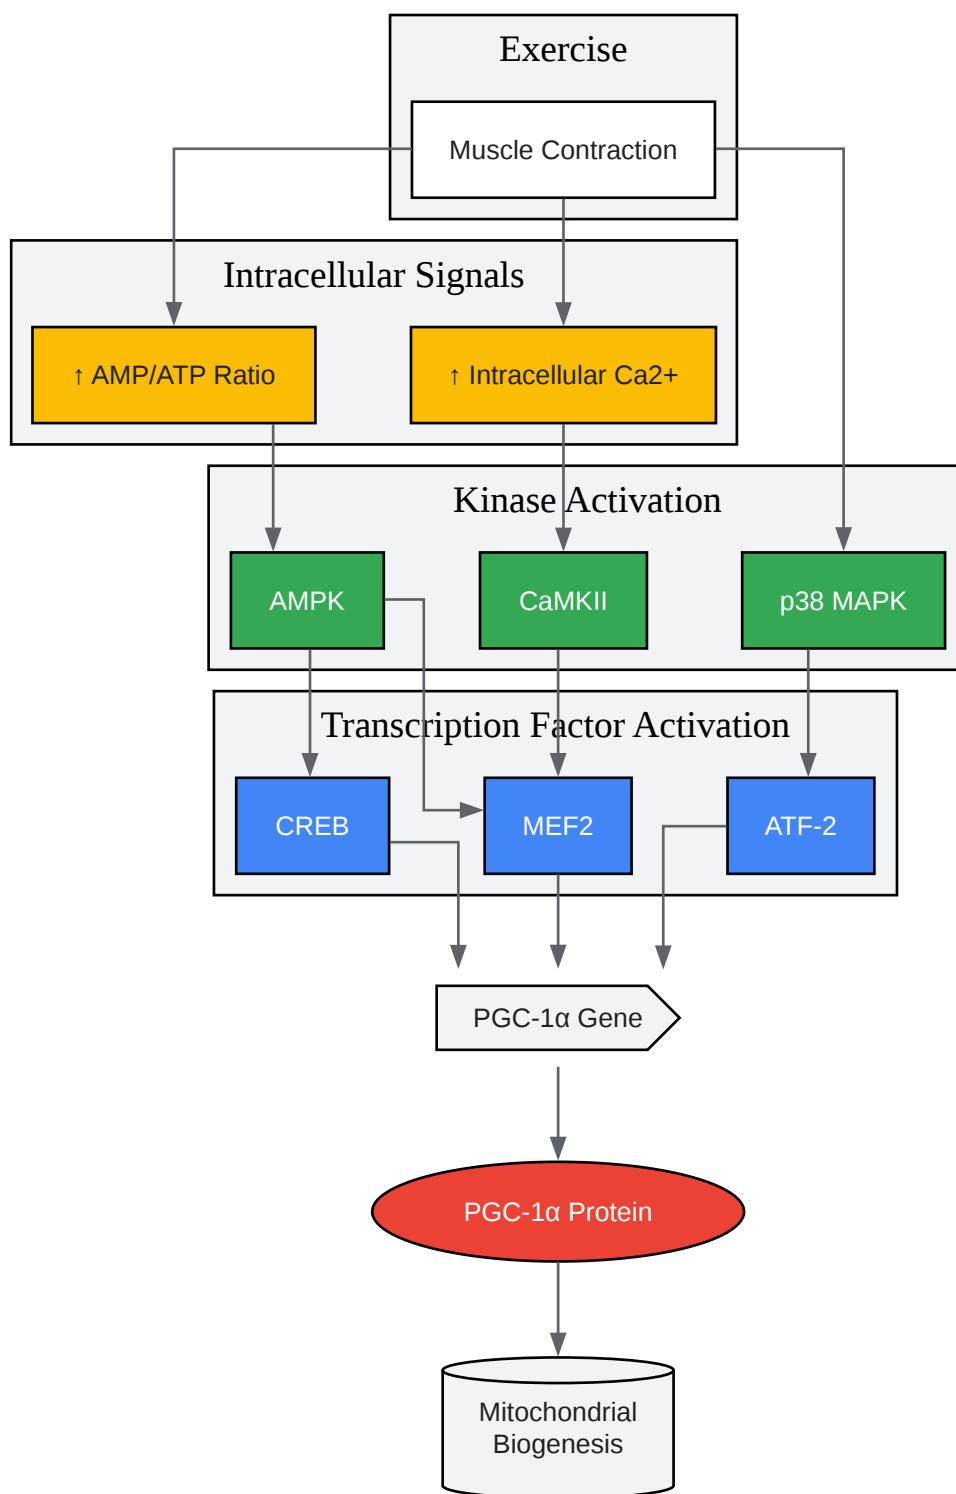 Exercise
Muscle Contraction
Intracellular Signals
↑ AMP/ATP Ratio
↑ Intracellular Ca2+
Kinase Activation
AMPK
CaMKII
p38 MAPK
Transcription Factor Activation
CREB
MEF2
ATF-2
PGC-1α Gene
PGC-1α Protein
Mitochondrial
Biogenesis